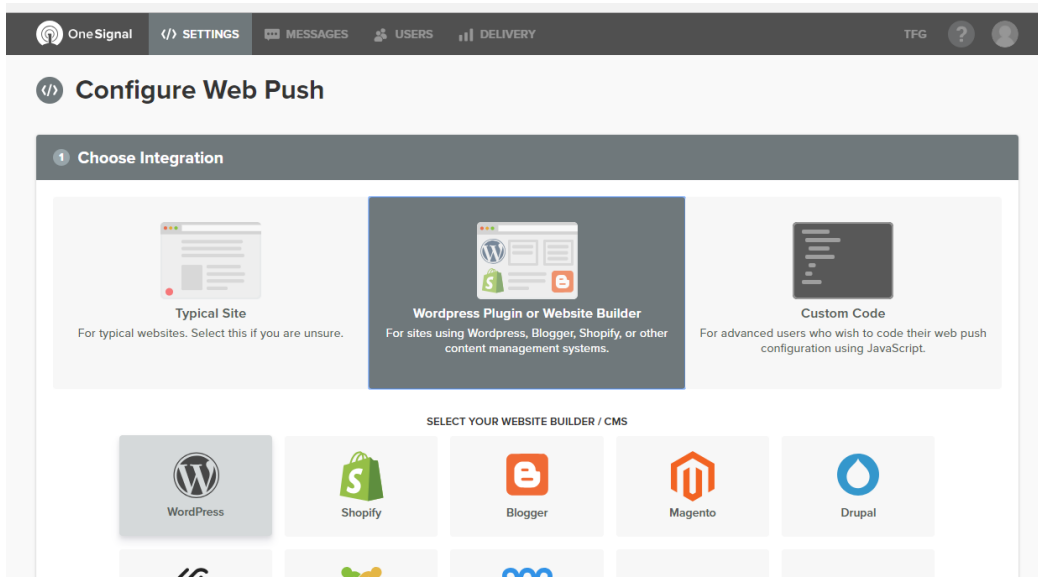 OneSignal
</> SETTINGS
MESSAGES
USERS
DELIVERY
TFG
?
</> Configure Web Push
1 Choose Integration
Typical Site
For typical websites. Select this if you are unsure.
Wordpress Plugin or Website Builder
For sites using Wordpress, Blogger, Shopify, or other
content management systems.
Custom Code
For advanced users who wish to code their web push
configuration using JavaScript.
SELECT YOUR WEBSITE BUILDER / CMS
WordPress
Shopify
Blogger
Magento
Drupal